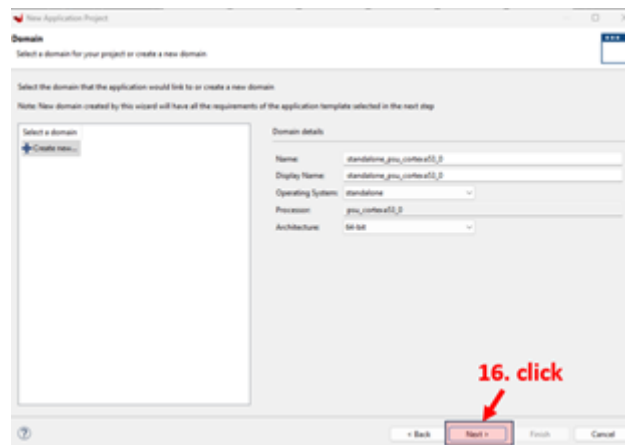 New Application Project
Domain
Select a domain for your project or create a new domain
Select the domain that the application would link to or create a new domain
Note: New domain created by this wizard will have all the requirements of the application template selected in the next step
Select a domain
Create new...
Domain details
Name: standalone_psu_cortexa53_0
Display Name: standalone_psu_cortexa53_0
Operating System: standalone
Processor: psu_cortexa53_0
Architecture: 64-bit
16. click
< Back Next > Finish Cancel